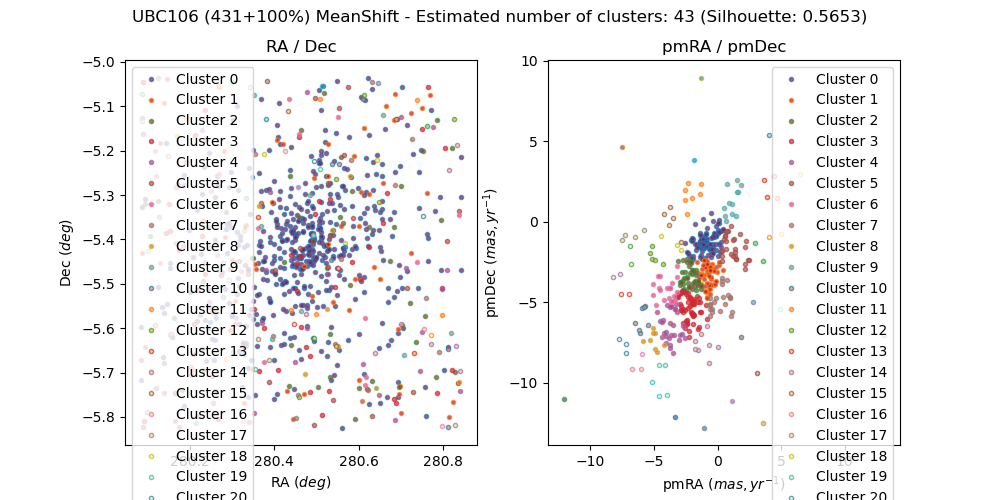 UBC106 (431+100%) MeanShift - Estimated number of clusters: 43 (Silhouette: 0.5653)
RA / Dec
−5.0
−5.1
−5.2
−5.3
−5.4
−5.5
−5.6
−5.7
−5.8
Dec (deg)
280.2
280.4
280.6
280.8
RA (deg)
Cluster 0
Cluster 1
Cluster 2
Cluster 3
Cluster 4
Cluster 5
Cluster 6
Cluster 7
Cluster 8
Cluster 9
Cluster 10
Cluster 11
Cluster 12
Cluster 13
Cluster 14
Cluster 15
Cluster 16
Cluster 17
Cluster 18
Cluster 19
Cluster 20
pmRA / pmDec
10
5
0
−5
−10
pmDec (mas, yr⁻¹)
−10
−5
0
5
10
pmRA (mas, yr⁻¹)
Cluster 0
Cluster 1
Cluster 2
Cluster 3
Cluster 4
Cluster 5
Cluster 6
Cluster 7
Cluster 8
Cluster 9
Cluster 10
Cluster 11
Cluster 12
Cluster 13
Cluster 14
Cluster 15
Cluster 16
Cluster 17
Cluster 18
Cluster 19
Cluster 20